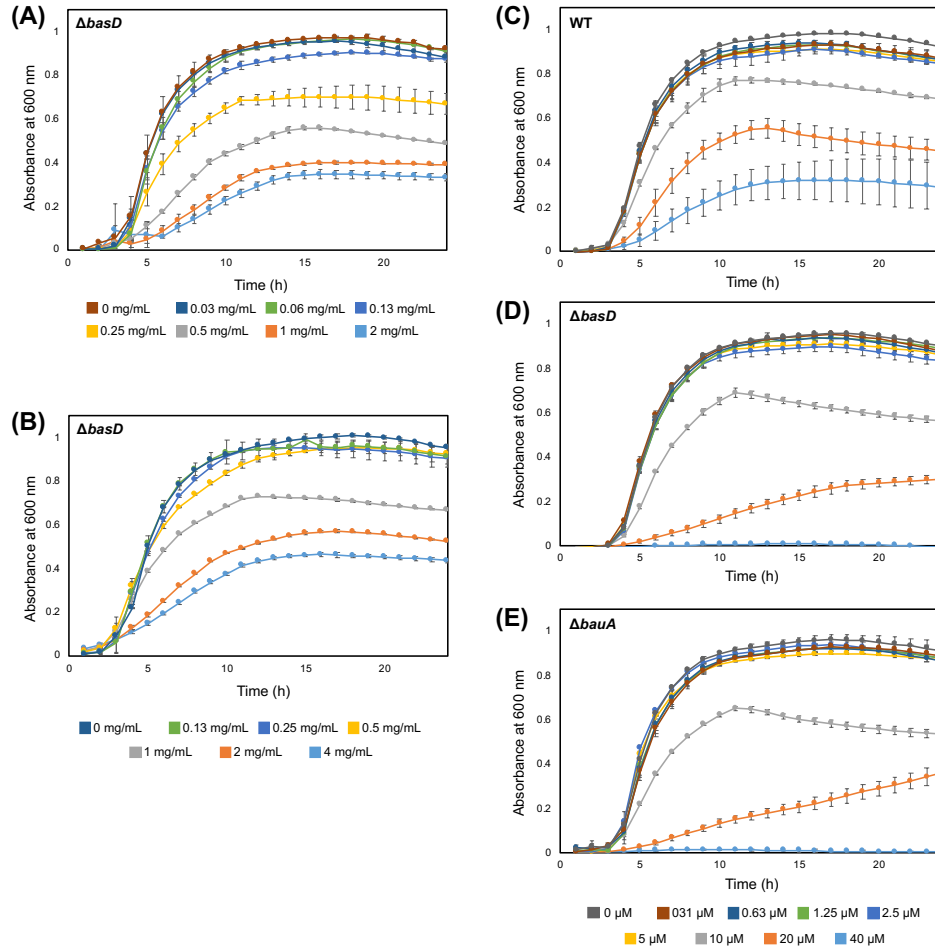 (A)
ΔbasD
Absorbance at 600 nm
1
0.8
0.6
0.4
0.2
0
0 5 10 15 20
Time (h)
0 mg/mL 0.03 mg/mL 0.06 mg/mL 0.13 mg/mL
0.25 mg/mL 0.5 mg/mL 1 mg/mL 2 mg/mL
(B)
ΔbasD
Absorbance at 600 nm
1
0.8
0.6
0.4
0.2
0
0 5 10 15 20
Time (h)
0 mg/mL 0.13 mg/mL 0.25 mg/mL 0.5 mg/mL
1 mg/mL 2 mg/mL 4 mg/mL
(C)
WT
Absorbance at 600 nm
1
0.8
0.6
0.4
0.2
0
0 5 10 15 20
Time (h)
(D)
ΔbasD
Absorbance at 600 nm
1
0.8
0.6
0.4
0.2
0
0 5 10 15 20
Time (h)
(E)
ΔbauA
Absorbance at 600 nm
1
0.8
0.6
0.4
0.2
0
0 5 10 15 20
Time (h)
0 µM 031 µM 0.63 µM 1.25 µM 2.5 µM
5 µM 10 µM 20 µM 40 µM